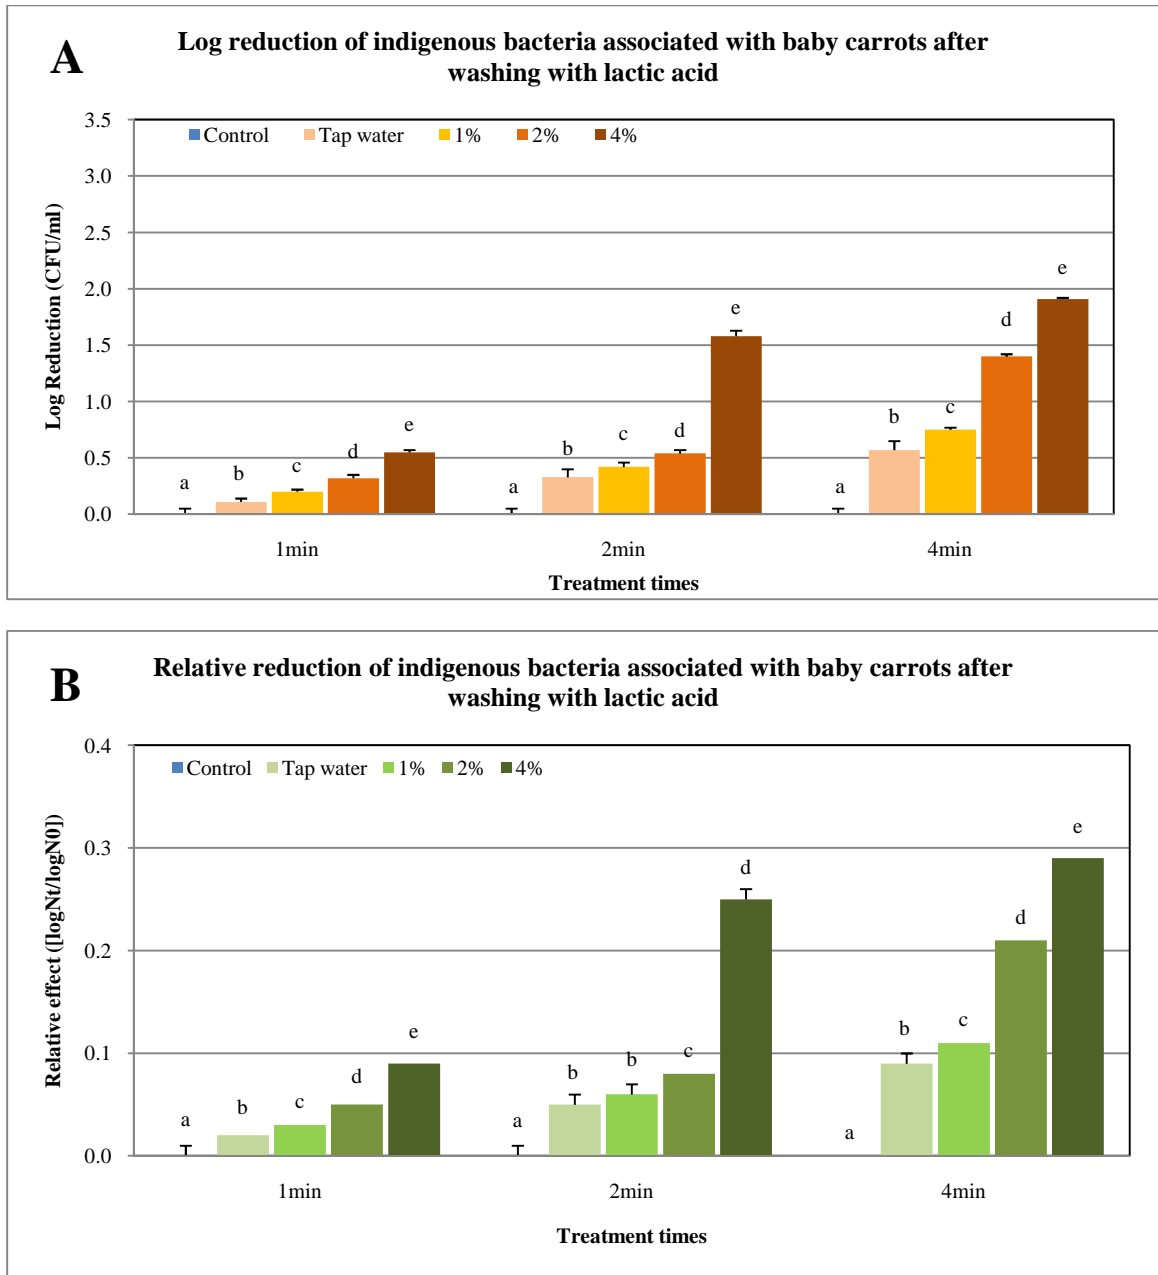 A
Log reduction of indigenous bacteria associated with baby carrots after
washing with lactic acid
Log Reduction (CFU/ml)
3.5
3.0
2.5
2.0
1.5
1.0
0.5
0.0
Control Tap water 1% 2% 4%
a b c d e
a b c d e
a b c d e
1min 2min 4min
Treatment times
B
Relative reduction of indigenous bacteria associated with baby carrots after
washing with lactic acid
Relative effect ([logNt/logN0])
0.4
0.3
0.2
0.1
0.0
Control Tap water 1% 2% 4%
a b c d e
a b b c d
a b c d e
1min 2min 4min
Treatment times